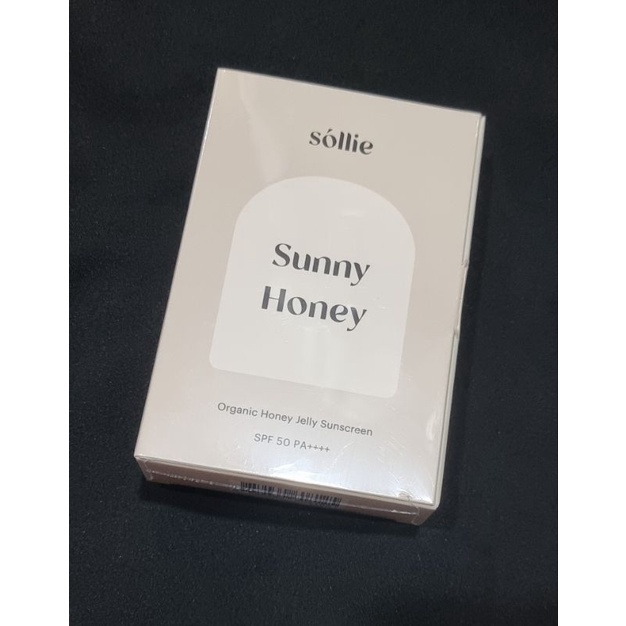 sóllie
Sunny
Honey
Organic Honey Jelly Sunscreen
SPF 50 PA++++